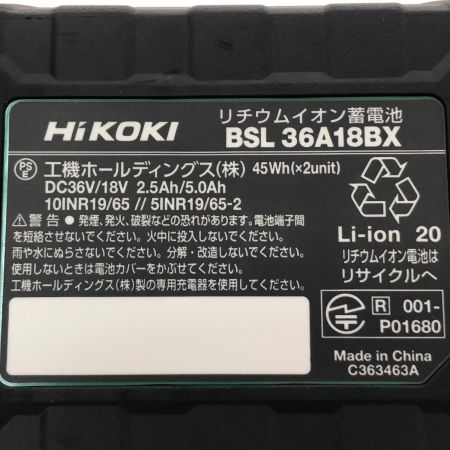 HiKOKI
リチウムイオン蓄電池
BSL 36A18BX
PS
E
工機ホールディングス(株) 45Wh(×2unit)
DC36V/18V 2.5Ah/5.0Ah
10INR19/65 // 5INR19/65-2
⚠警告 ● 発煙、発火、破裂などの恐れがあります。電池端子間
を短絡させないでください。火中に投入しないでください。
雨や水にぬらさないでください。分解・改造しないでください。
使用しないときは電池カバーをかぶせてください。
工機ホールディングス(株)製の専用充電器を使用してください。
Li-ion 20
リチウムイオン電池は
リサイクルへ
R 001-
P01680
Made in China
C363463A